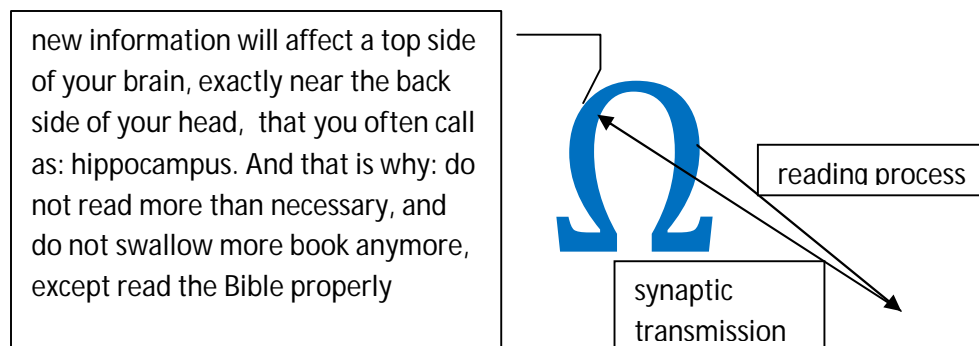 new information will affect a top side
of your brain, exactly near the back
side of your head, that you often call
as: hippocampus. And that is why: do
not read more than necessary, and
do not swallow more book anymore,
except read the Bible properly
Ω
reading process
synaptic
transmission